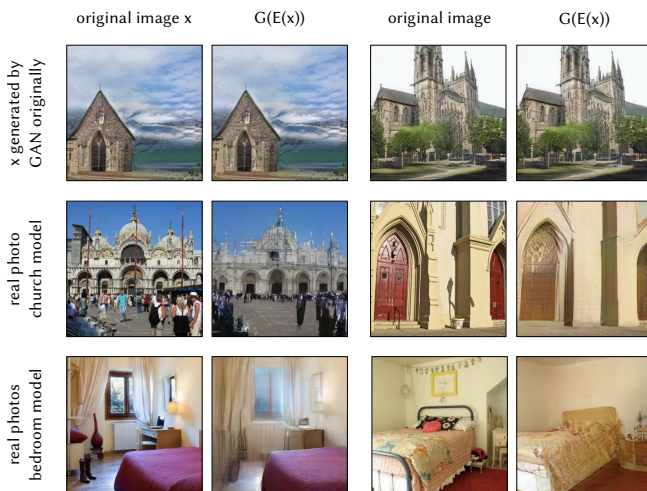 original image x
G(E(x))
original image
G(E(x))
x generated by
GAN originally
real photo
church model
real photos
bedroom model